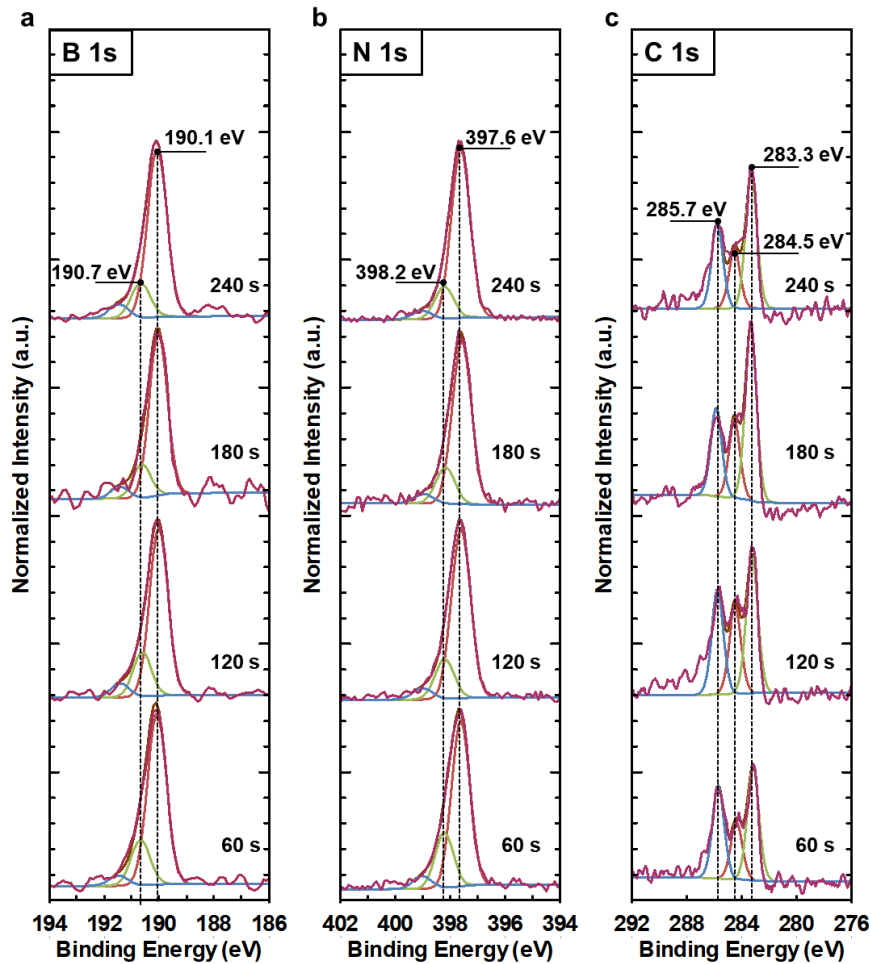 a
B 1s
Normalized Intensity (a.u.)
190.1 eV
190.7 eV
240 s
180 s
120 s
60 s
194 192 190 188 186
Binding Energy (eV)
b
N 1s
Normalized Intensity (a.u.)
397.6 eV
398.2 eV
240 s
180 s
120 s
60 s
402 400 398 396 394
Binding Energy (eV)
c
C 1s
Normalized Intensity (a.u.)
283.3 eV
285.7 eV
284.5 eV
240 s
180 s
120 s
60 s
292 288 284 280 276
Binding Energy (eV)